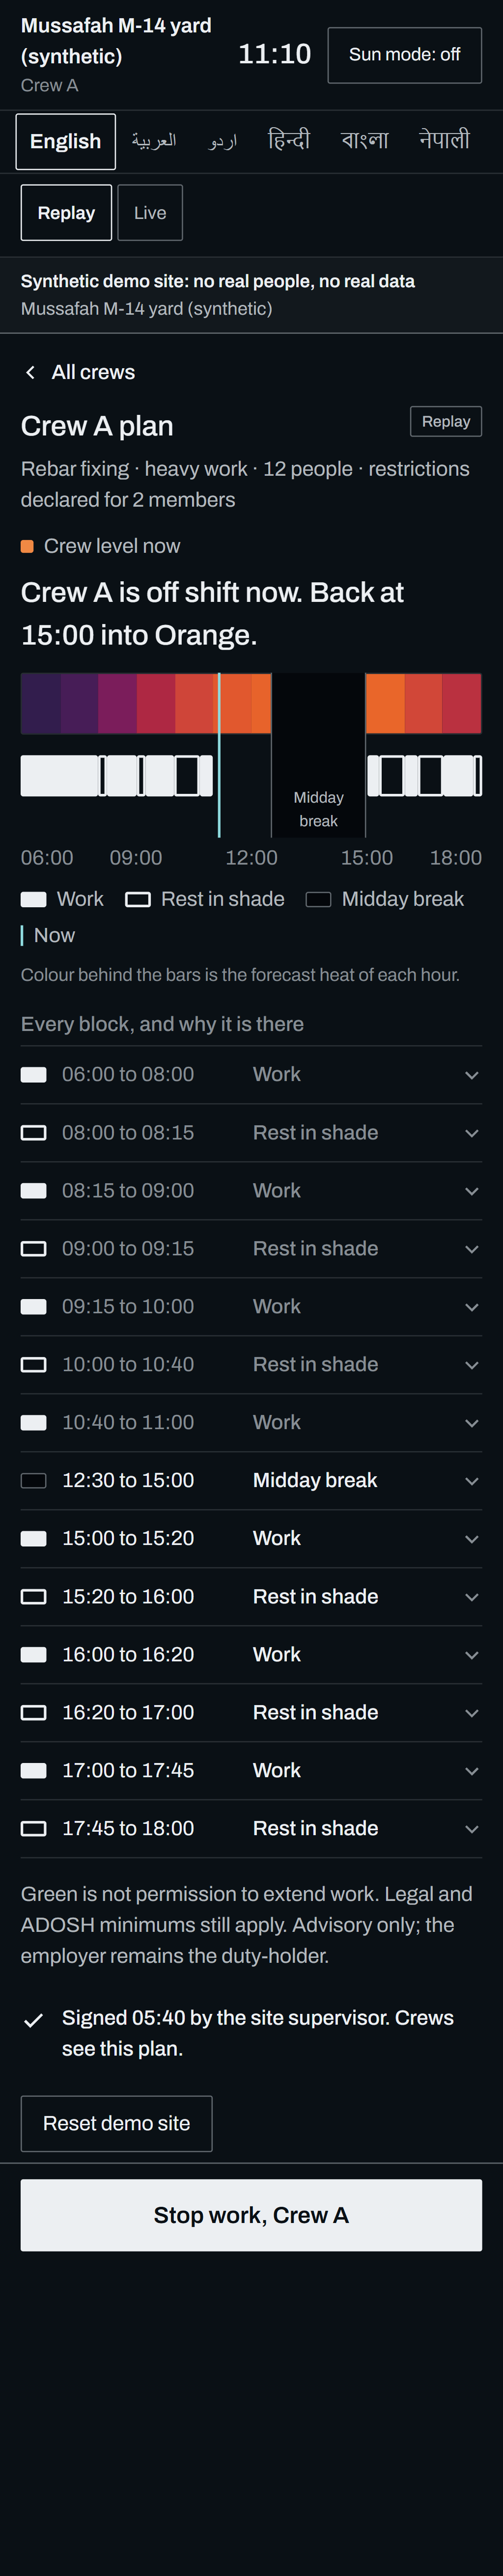 Mussafah M-14 yard
(synthetic)
Crew A
11:10
Sun mode: off
English
العربية
اردو
हिन्दी
বাংলা
नेपाली
Replay
Live
Synthetic demo site: no real people, no real data
Mussafah M-14 yard (synthetic)
All crews
Crew A plan
Replay
Rebar fixing · heavy work · 12 people · restrictions
declared for 2 members
Crew level now
Crew A is off shift now. Back at
15:00 into Orange.
Midday
break
06:00 09:00 12:00 15:00 18:00
Work Rest in shade Midday break
Now
Colour behind the bars is the forecast heat of each hour.
Every block, and why it is there
06:00 to 08:00 Work
08:00 to 08:15 Rest in shade
08:15 to 09:00 Work
09:00 to 09:15 Rest in shade
09:15 to 10:00 Work
10:00 to 10:40 Rest in shade
10:40 to 11:00 Work
12:30 to 15:00 Midday break
15:00 to 15:20 Work
15:20 to 16:00 Rest in shade
16:00 to 16:20 Work
16:20 to 17:00 Rest in shade
17:00 to 17:45 Work
17:45 to 18:00 Rest in shade
Green is not permission to extend work. Legal and
ADOSH minimums still apply. Advisory only; the
employer remains the duty-holder.
Signed 05:40 by the site supervisor. Crews
see this plan.
Reset demo site
Stop work, Crew A